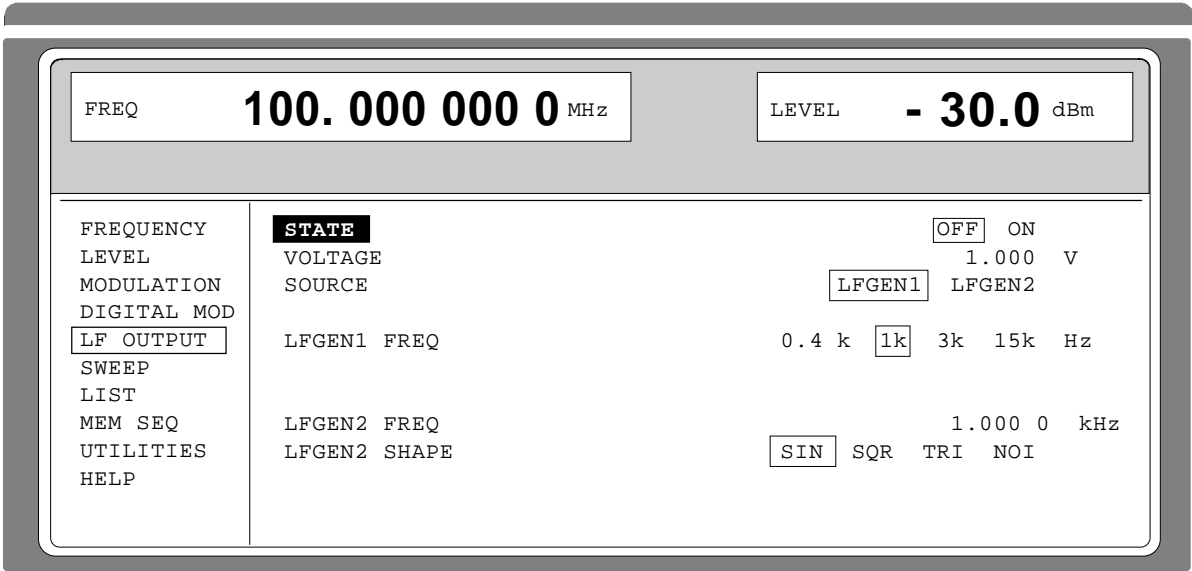 FREQ 100. 000 000 0 MHz LEVEL - 30.0 dBm
FREQUENCY STATE OFF ON
LEVEL VOLTAGE 1.000 V
MODULATION SOURCE LFGEN1 LFGEN2
DIGITAL MOD
LF OUTPUT LFGEN1 FREQ 0.4 k 1k 3k 15k Hz
SWEEP
LIST
MEM SEQ LFGEN2 FREQ 1.000 0 kHz
UTILITIES LFGEN2 SHAPE SIN SQR TRI NOI
HELP